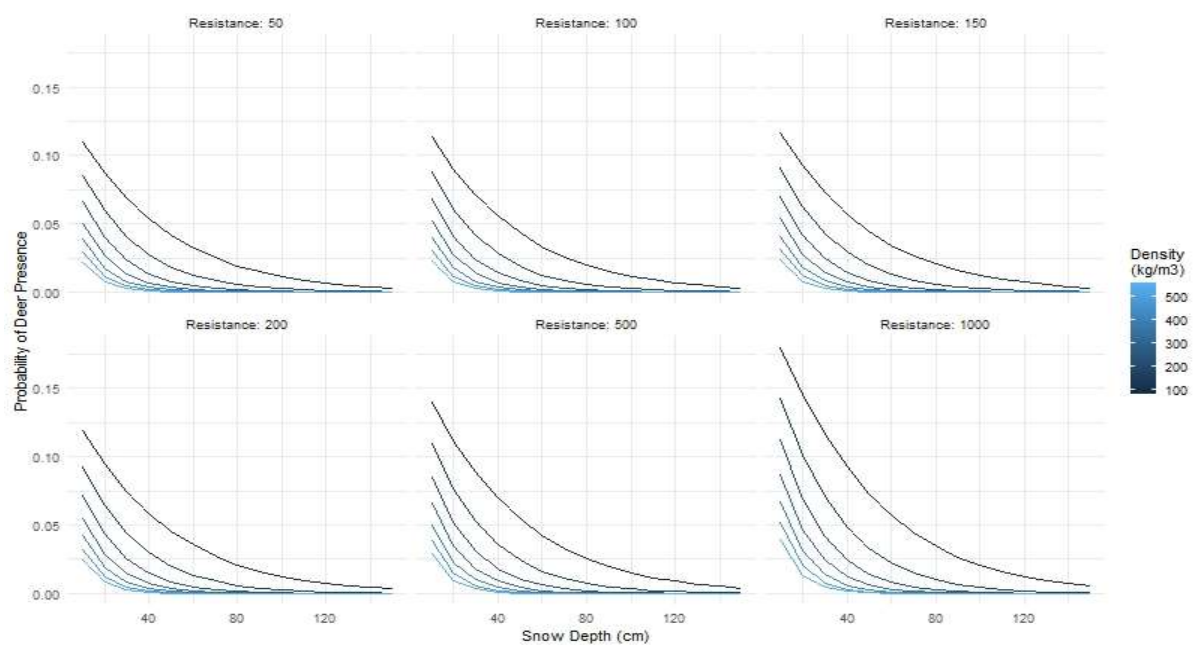 Resistance: 50 Resistance: 100 Resistance: 150
0.15
0.10
0.05
0.00
Resistance: 200 Resistance: 500 Resistance: 1000
0.15
0.10
0.05
0.00
40 80 120 40 80 120 40 80 120
Snow Depth (cm)
Probability of Deer Presence
Density
(kg/m3)
500
400
300
200
100